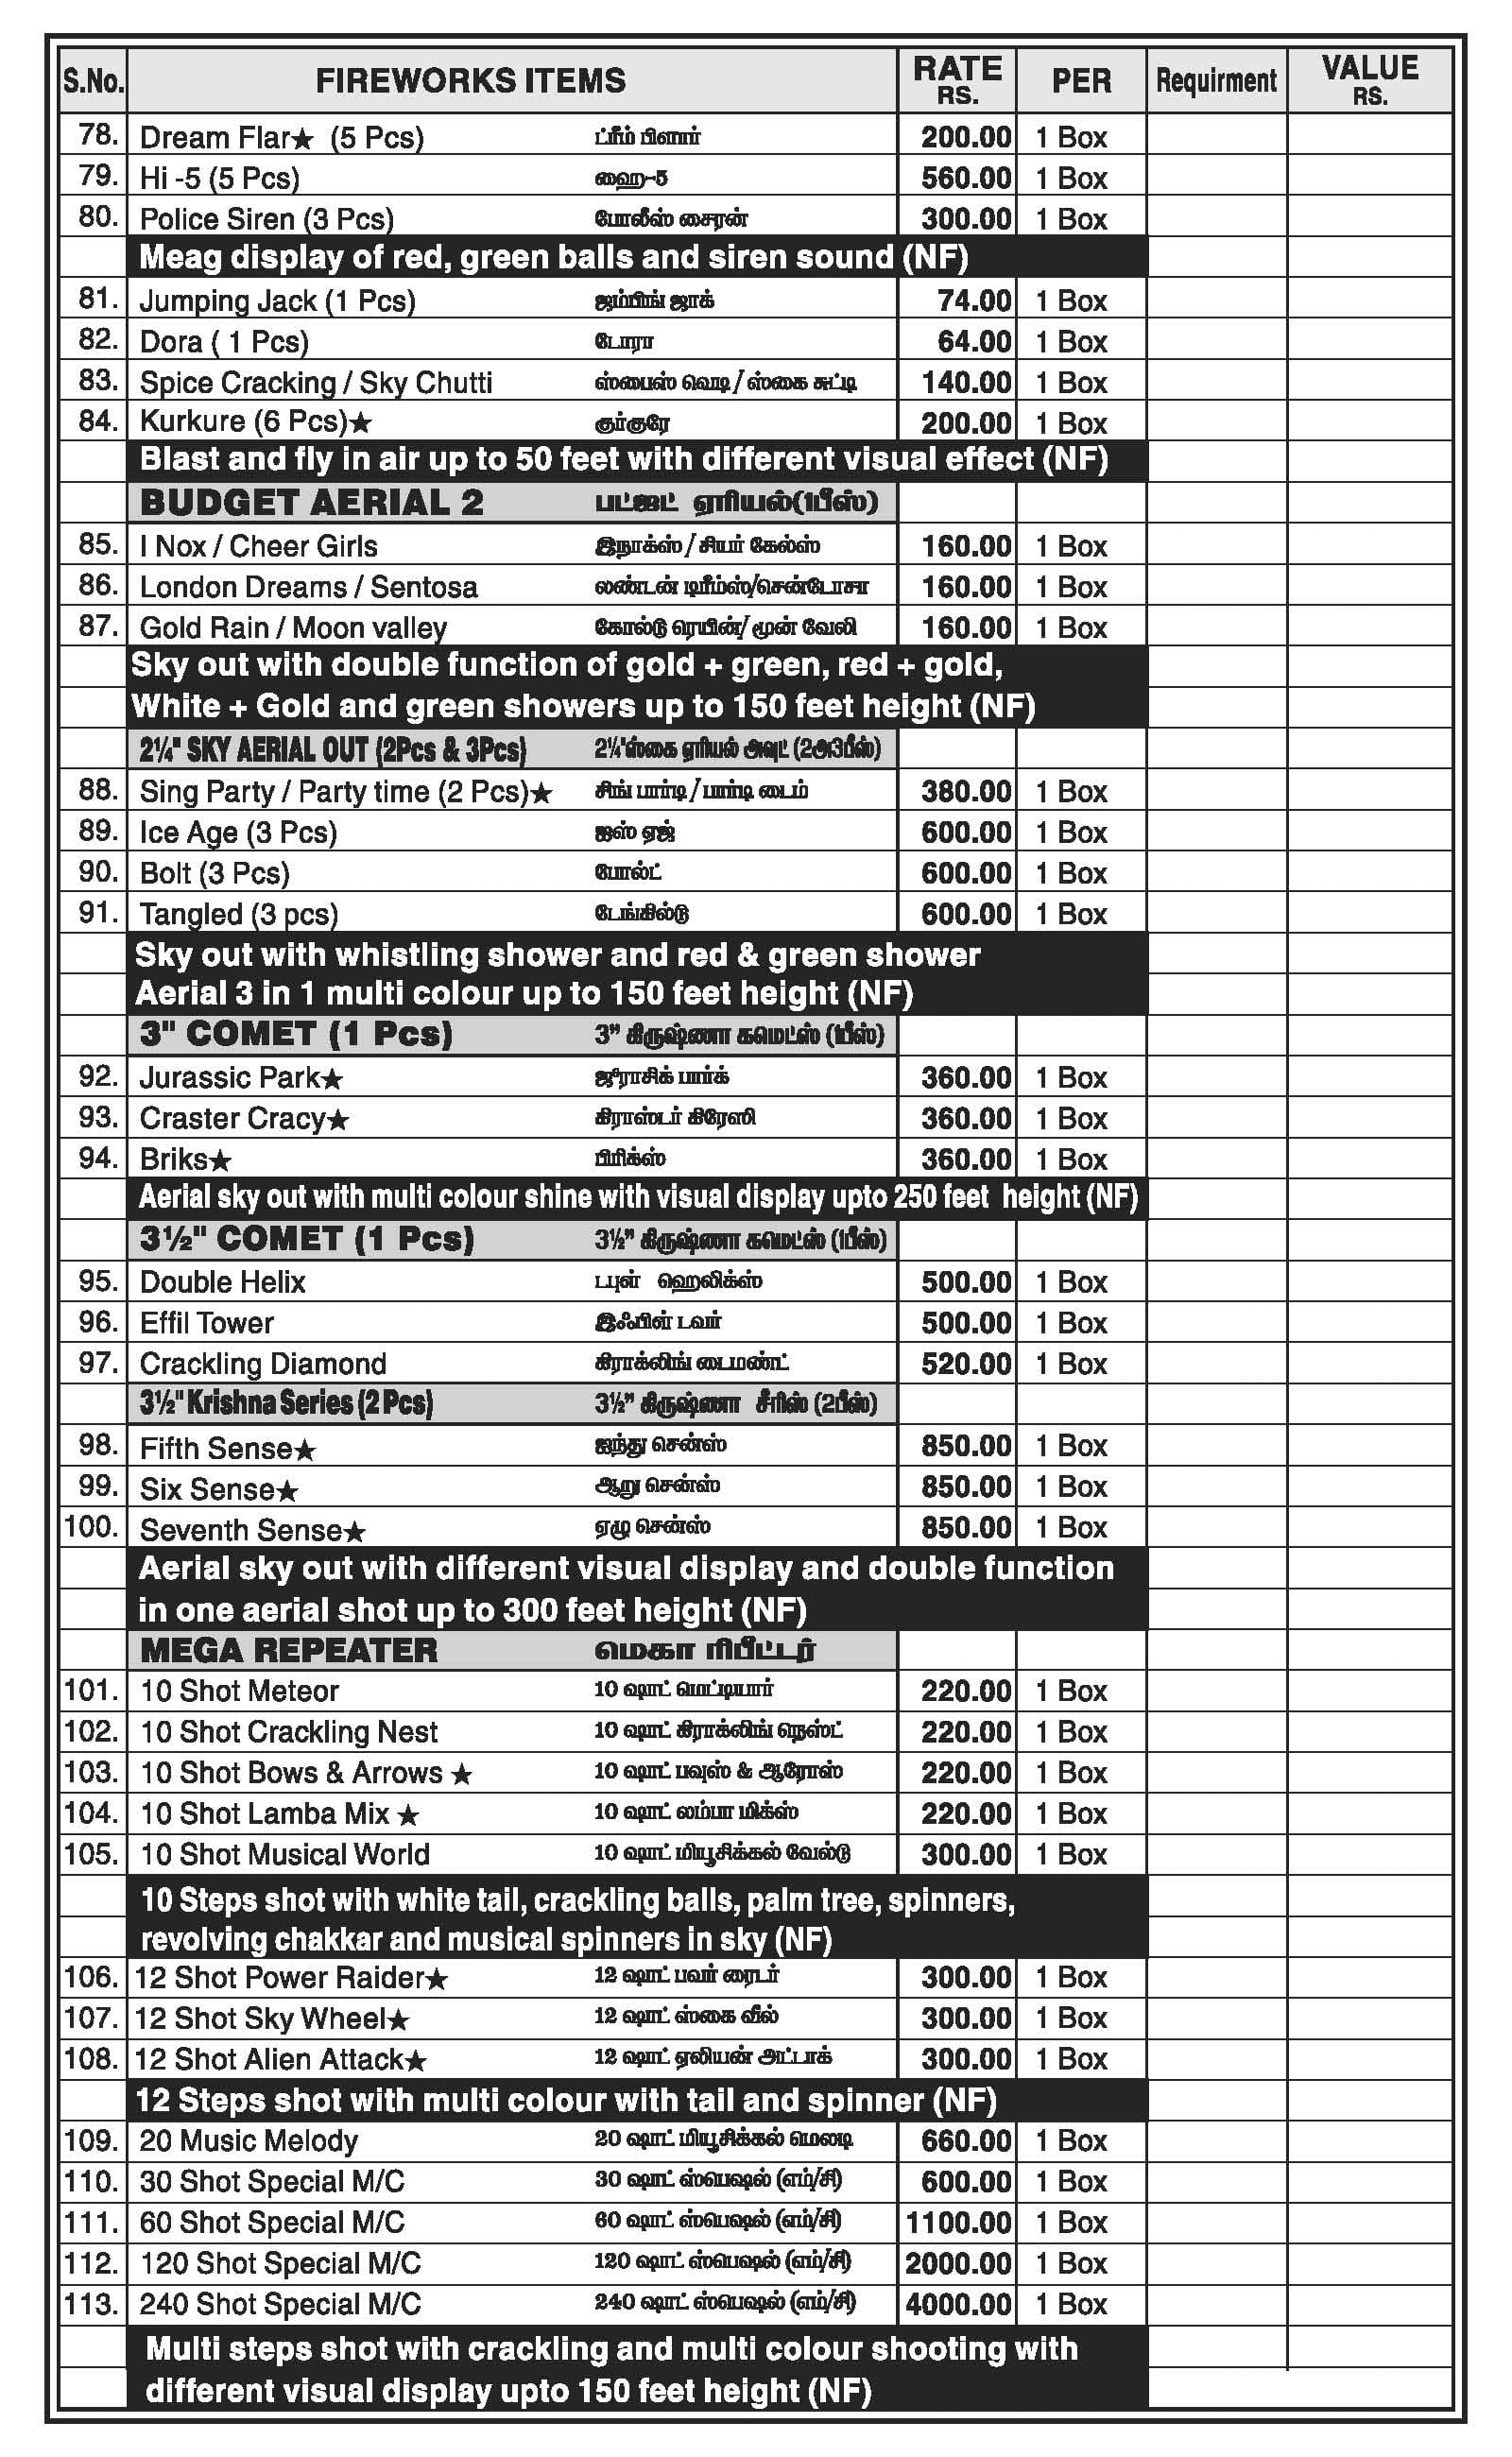 S.No. FIREWORKS ITEMS RATE RS. PER Requirment VALUE RS.
78. Dream Flar★ (5 Pcs) ட்ரீம் பிளார் 200.00 1 Box
79. Hi -5 (5 Pcs) ஹை-5 560.00 1 Box
80. Police Siren (3 Pcs) போலீஸ் சைரன் 300.00 1 Box
Meag display of red, green balls and siren sound (NF)
81. Jumping Jack (1 Pcs) ஜம்பிங் ஜாக் 74.00 1 Box
82. Dora ( 1 Pcs) டோரா 64.00 1 Box
83. Spice Cracking / Sky Chutti ஸ்பைஸ் வெடி / ஸ்கை சுட்டி 140.00 1 Box
84. Kurkure (6 Pcs)★ குர்குரே 200.00 1 Box
Blast and fly in air up to 50 feet with different visual effect (NF)
BUDGET AERIAL 2 பட்ஜட் ஏரியல்(1பீஸ்)
85. I Nox / Cheer Girls இநாக்ஸ் / சியர் கேல்ஸ் 160.00 1 Box
86. London Dreams / Sentosa லண்டன் டிரீம்ஸ்/சென்டோசா 160.00 1 Box
87. Gold Rain / Moon valley கோல்டு ரெயின்/ மூன் வேலி 160.00 1 Box
Sky out with double function of gold + green, red + gold,
White + Gold and green showers up to 150 feet height (NF)
2¼" SKY AERIAL OUT (2Pcs & 3Pcs) 2¼"ஸ்கை ஏரியல் அவுட் (2அ3பீஸ்)
88. Sing Party / Party time (2 Pcs)★ சிங் பார்டி / பார்டி டைம் 380.00 1 Box
89. Ice Age (3 Pcs) ஐஸ் ஏஜ் 600.00 1 Box
90. Bolt (3 Pcs) போல்ட் 600.00 1 Box
91. Tangled (3 pcs) டேங்கில்டு 600.00 1 Box
Sky out with whistling shower and red & green shower
Aerial 3 in 1 multi colour up to 150 feet height (NF)
3" COMET (1 Pcs) 3” கிருஷ்ணா கமெட்ஸ் (1பீஸ்)
92. Jurassic Park★ ஜுராசிக் பார்க் 360.00 1 Box
93. Craster Cracy★ கிராஸ்டர் கிரேஸி 360.00 1 Box
94. Briks★ பிரிக்ஸ் 360.00 1 Box
Aerial sky out with multi colour shine with visual display upto 250 feet height (NF)
3½" COMET (1 Pcs) 3½” கிருஷ்ணா கமெட்ஸ் (1பீஸ்)
95. Double Helix டபுள் ஹெலிக்ஸ் 500.00 1 Box
96. Effil Tower இஃபிள் டவர் 500.00 1 Box
97. Crackling Diamond கிராக்லிங் டைமண்ட் 520.00 1 Box
3½" Krishna Series (2 Pcs) 3½” கிருஷ்ணா சீரிஸ் (2பீஸ்)
98. Fifth Sense★ ஐந்து சென்ஸ் 850.00 1 Box
99. Six Sense★ ஆறு சென்ஸ் 850.00 1 Box
100. Seventh Sense★ ஏழு சென்ஸ் 850.00 1 Box
Aerial sky out with different visual display and double function
in one aerial shot up to 300 feet height (NF)
MEGA REPEATER மெகா ரிபீட்டர்
101. 10 Shot Meteor 10 ஷாட் மெட்டியார் 220.00 1 Box
102. 10 Shot Crackling Nest 10 ஷாட் கிராக்லிங் நெஸ்ட் 220.00 1 Box
103. 10 Shot Bows & Arrows ★ 10 ஷாட் பவுஸ் & ஆரோஸ் 220.00 1 Box
104. 10 Shot Lamba Mix ★ 10 ஷாட் லம்பா மிக்ஸ் 220.00 1 Box
105. 10 Shot Musical World 10 ஷாட் மியூசிக்கல் வேல்டு 300.00 1 Box
10 Steps shot with white tail, crackling balls, palm tree, spinners,
revolving chakkar and musical spinners in sky (NF)
106. 12 Shot Power Raider★ 12 ஷாட் பவர் ரைடர் 300.00 1 Box
107. 12 Shot Sky Wheel★ 12 ஷாட் ஸ்கை வீல் 300.00 1 Box
108. 12 Shot Alien Attack★ 12 ஷாட் ஏலியன் அட்டாக் 300.00 1 Box
12 Steps shot with multi colour with tail and spinner (NF)
109. 20 Music Melody 20 ஷாட் மியூசிக்கல் மெலடி 660.00 1 Box
110. 30 Shot Special M/C 30 ஷாட் ஸ்பெஷல் (எம்/சி) 600.00 1 Box
111. 60 Shot Special M/C 60 ஷாட் ஸ்பெஷல் (எம்/சி) 1100.00 1 Box
112. 120 Shot Special M/C 120 ஷாட் ஸ்பெஷல் (எம்/சி) 2000.00 1 Box
113. 240 Shot Special M/C 240 ஷாட் ஸ்பெஷல் (எம்/சி) 4000.00 1 Box
Multi steps shot with crackling and multi colour shooting with
different visual display upto 150 feet height (NF)